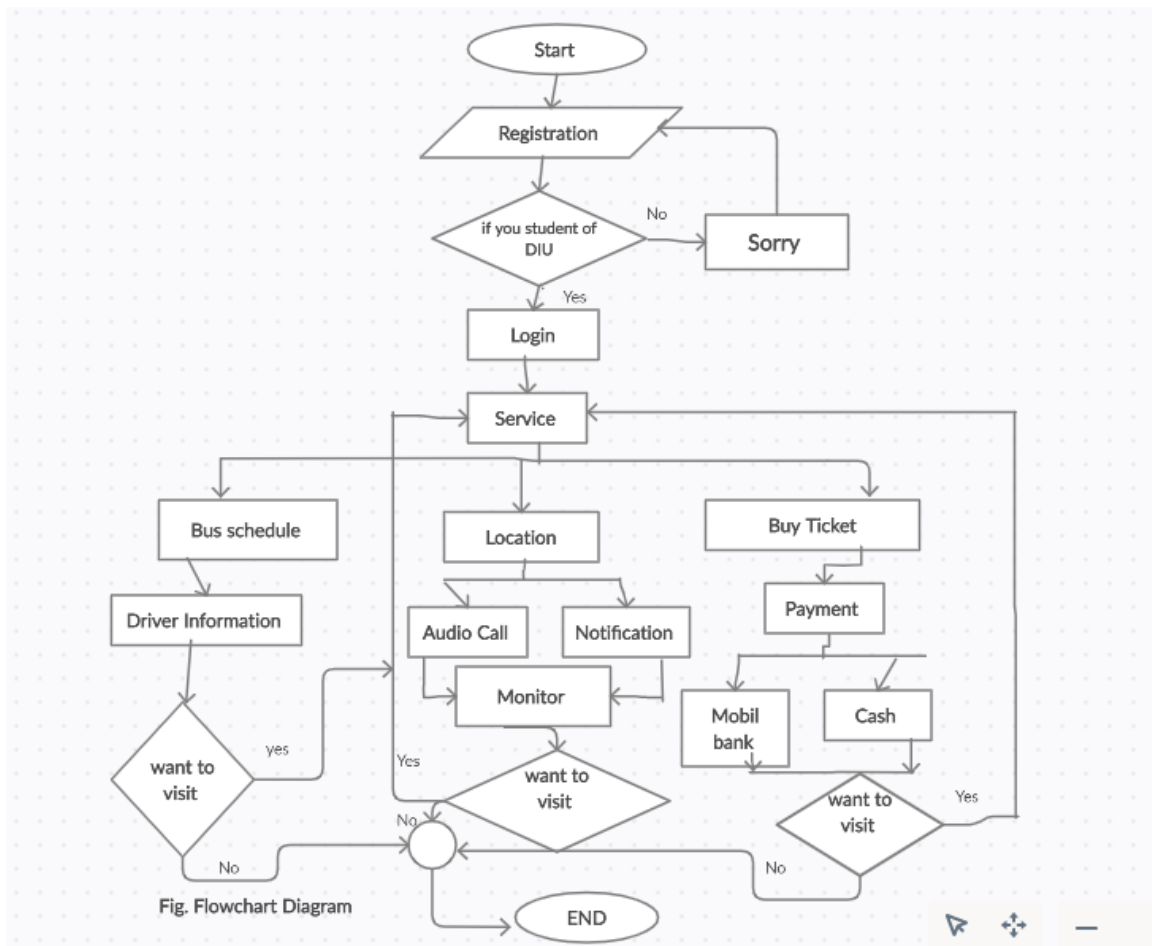 Start
Registration
if you student of
DIU
No
Sorry
Yes
Login
Service
Bus schedule
Location
Buy Ticket
Driver Information
Audio Call
Notification
Payment
Monitor
Mobil
bank
Cash
yes
want to
visit
Yes
want to
visit
want to
visit
Yes
No
No
No
Fig. Flowchart Diagram
END